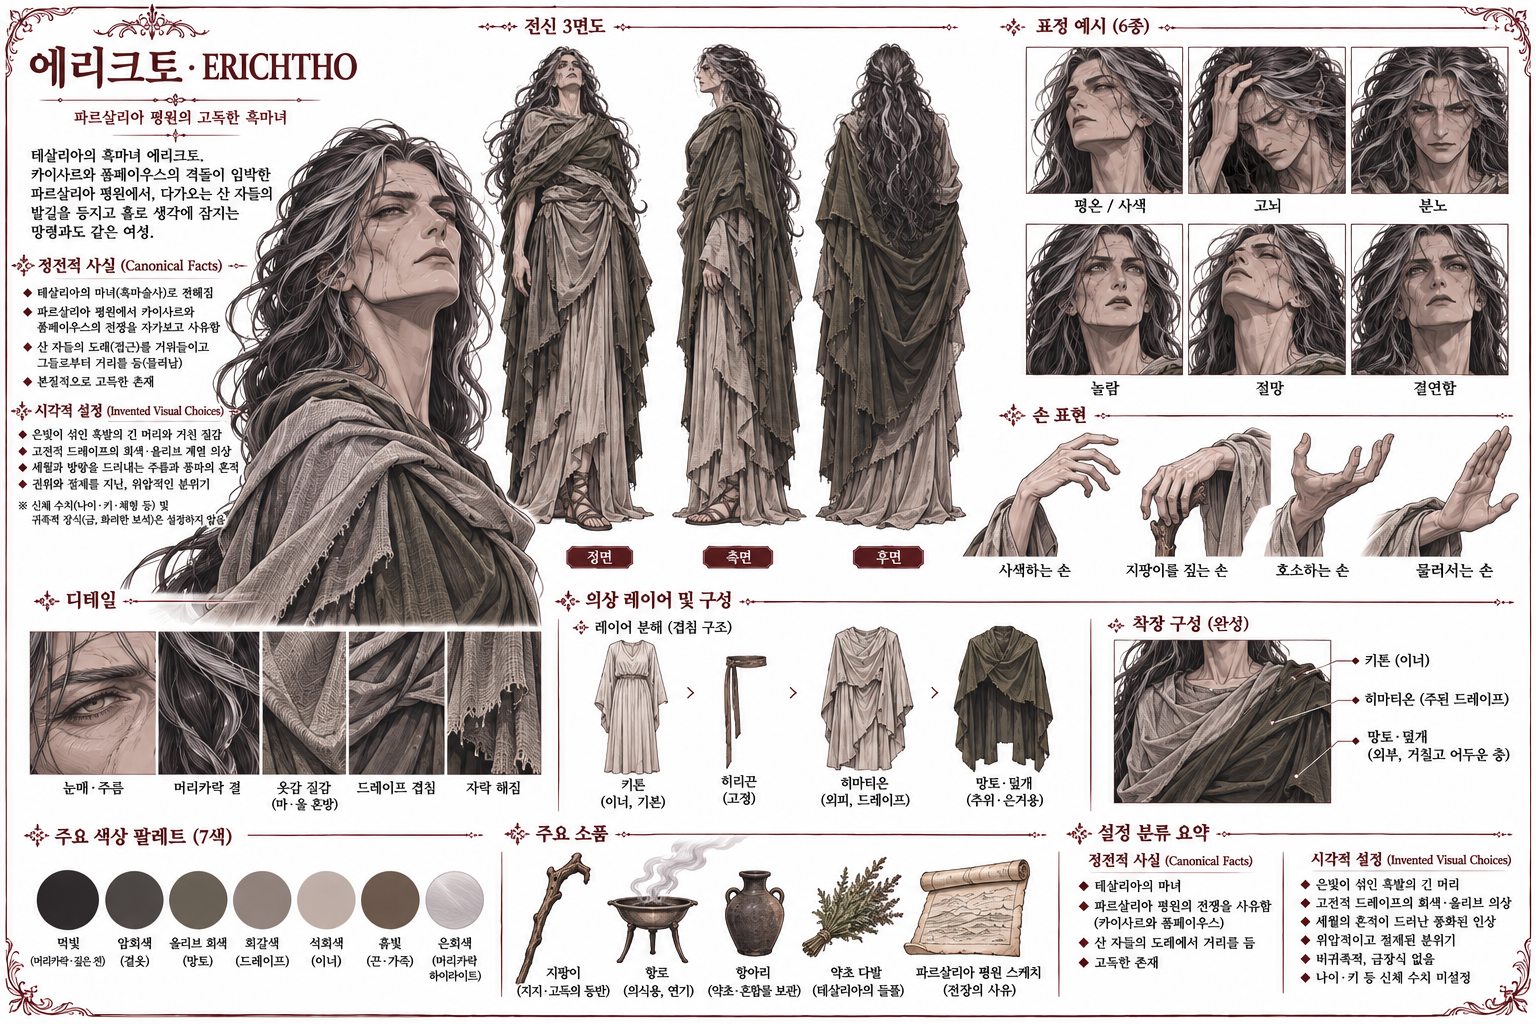 에리크토 · ERICHTHO
파르살리아 평원의 고독한 흑마녀
테살리아의 흑마녀 에리크토.
카이사르와 폼페이우스의 격돌이 임박한
파르살리아 평원에서, 다가오는 산 자들의
발길을 등지고 홀로 생각에 잠기는
망령과도 같은 여성.
정전적 사실 (Canonical Facts)
테살리아의 마녀(흑마술사)로 전해짐
파르살리아 평원에서 카이사르와
폼페이우스의 전쟁을 자가보고 사유함
산 자들의 도래(접근)를 거위들이고
그들르부터 거리를 둠(믈러남)
본질적으로 고득한 존재
시각적 설정 (Invented Visual Choices)
은빛이 섞인 흑발의 긴 머리와 거친 질감
고전적 드레이프의 회색·올리브 계열 의상
세월과 방랑을 드러내는 주름과 풍파의 흔적
권위와 절제를 지닌, 위압적인 분위기
※ 신체 수치(나이·키·체형 등) 및
귀족적 장식(금, 화려한 보석)은 설정하지 않음
전신 3면도
정면
측면
후면
표정 예시 (6종)
평온 / 사색
고뇌
분노
놀람
절망
결연함
손 표현
사색하는 손
지팡이를 짚는 손
호소하는 손
물러서는 손
디테일
눈매·주름
머리카락 결
옷감 질감
(마·울 혼방)
드레이프 겹침
자락 해짐
의상 레이어 및 구성
레이어 분해 (겹침 구조)
키톤
(이너, 기본)
히리끈
(고정)
히마티온
(외피, 드레이프)
망토·덮개
(추위·은거용)
착장 구성 (완성)
키톤 (이너)
히마티온 (주된 드레이프)
망토·덮개
(외부, 거칠고 어두운 층)
주요 색상 팔레트 (7색)
먹빛
(머리카락·깊은 천)
암회색
(겉옷)
올리브 회색
(망토)
회갈색
(드레이프)
석회색
(이너)
흙빛
(끈·가족)
은회색
(머리카락
하이라이트)
주요 소품
지팡이
(지지·고독의 동반)
향로
(의식용, 연기)
항아리
(약초·혼합물 보관)
약초 다발
(테살리아의 들풀)
파르살리아 평원 스케치
(전장의 사유)
설정 분류 요약
정전적 사실 (Canonical Facts)
테살리아의 마녀
파르살리아 평원의 전쟁을 사유함
(카이사르와 폼페이우스)
산 자들의 도레에서 거리를 둠
고독한 존재
시각적 설정 (Invented Visual Choices)
은빛이 섞인 흑발의 긴 머리
고전적 드레이프의 회색·올리브 의상
세월의 흔적이 드러난 풍화된 인상
위압적이고 절제된 분위기
버귀족적, 금장식 없음
나이·키 등 신체 수치 미설정